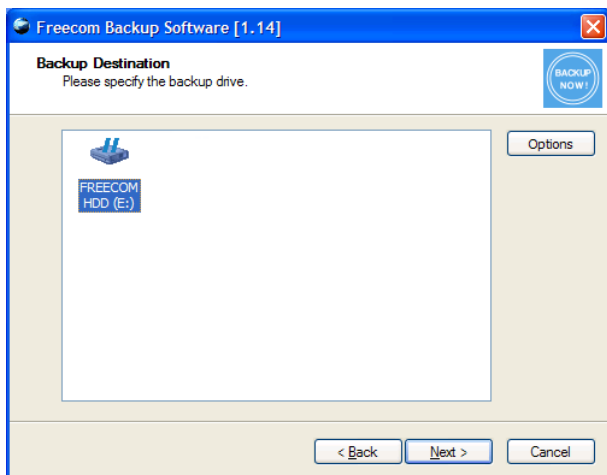 Freecom Backup Software [1.14]
Backup Destination
Please specify the backup drive.
BACKUP
NOW!
Options
FREECOM
HDD (E:)
< Back
Next >
Cancel